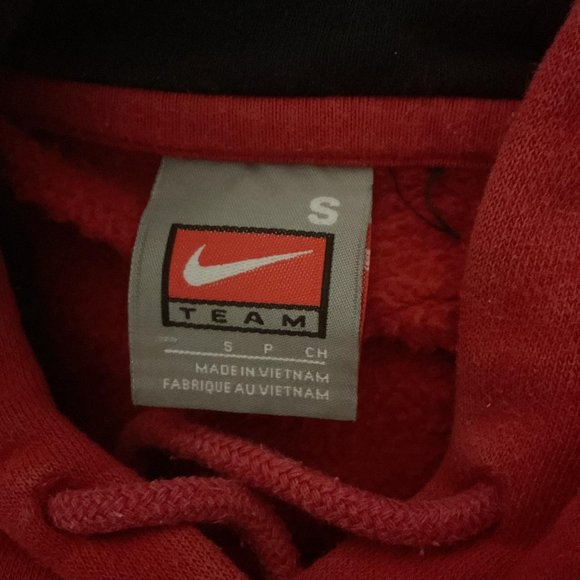 S
TEAM
S P CH
MADE IN VIETNAM
FABRIQUE AU VIETNAM